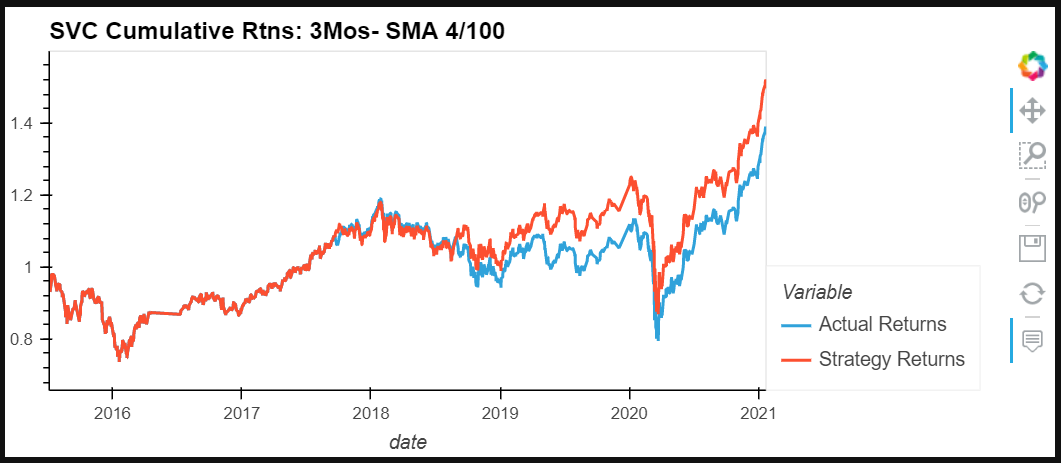 SVC Cumulative Rtns: 3Mos- SMA 4/100
1.4
1.2
1
0.8
2016 2017 2018 2019 2020 2021
date
Variable
Actual Returns
Strategy Returns